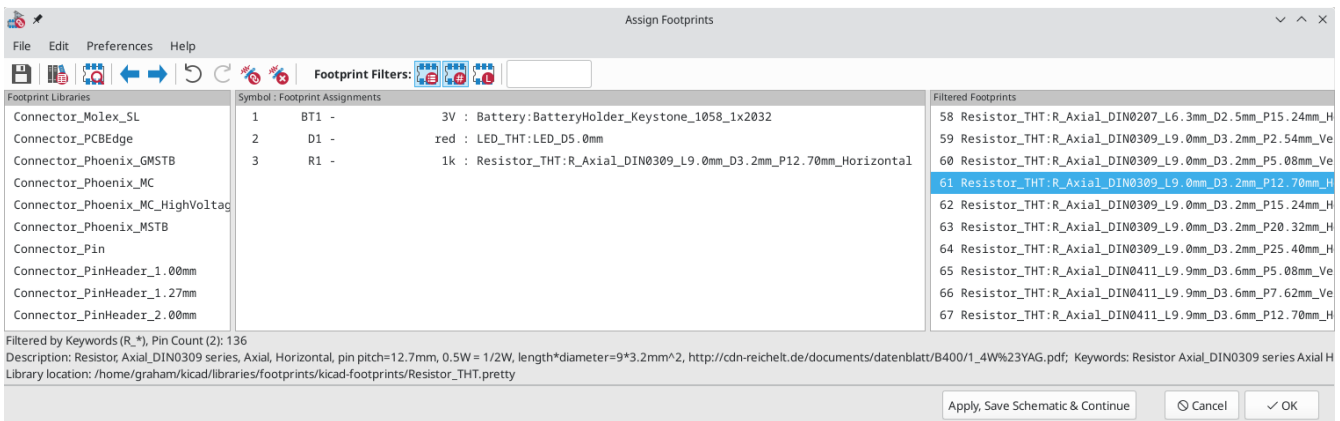 Assign Footprints
File Edit Preferences Help
Footprint Filters:
Footprint Libraries
Connector_Molex_SL
Connector_PCBEdge
Connector_Phoenix_GMSTB
Connector_Phoenix_MC
Connector_Phoenix_MC_HighVoltag
Connector_Phoenix_MSTB
Connector_Pin
Connector_PinHeader_1.00mm
Connector_PinHeader_1.27mm
Connector_PinHeader_2.00mm
Symbol : Footprint Assignments
1 BT1 - 3V : Battery:BatteryHolder_Keystone_1058_1x2032
2 D1 - red : LED_THT:LED_D5.0mm
3 R1 - 1k : Resistor_THT:R_Axial_DIN0309_L9.0mm_D3.2mm_P12.70mm_Horizontal
Filtered Footprints
58 Resistor_THT:R_Axial_DIN0207_L6.3mm_D2.5mm_P15.24mm_H
59 Resistor_THT:R_Axial_DIN0309_L9.0mm_D3.2mm_P2.54mm_Ve
60 Resistor_THT:R_Axial_DIN0309_L9.0mm_D3.2mm_P5.08mm_Ve
61 Resistor_THT:R_Axial_DIN0309_L9.0mm_D3.2mm_P12.70mm_H
62 Resistor_THT:R_Axial_DIN0309_L9.0mm_D3.2mm_P15.24mm_H
63 Resistor_THT:R_Axial_DIN0309_L9.0mm_D3.2mm_P20.32mm_H
64 Resistor_THT:R_Axial_DIN0309_L9.0mm_D3.2mm_P25.40mm_H
65 Resistor_THT:R_Axial_DIN0411_L9.9mm_D3.6mm_P5.08mm_Ve
66 Resistor_THT:R_Axial_DIN0411_L9.9mm_D3.6mm_P7.62mm_Ve
67 Resistor_THT:R_Axial_DIN0411_L9.9mm_D3.6mm_P12.70mm_H
Filtered by Keywords (R_*), Pin Count (2): 136
Description: Resistor, Axial_DIN0309 series, Axial, Horizontal, pin pitch=12.7mm, 0.5W = 1/2W, length*diameter=9*3.2mm^2, http://cdn-reichelt.de/documents/datenblatt/B400/1_4W%23YAG.pdf; Keywords: Resistor Axial_DIN0309 series Axial H
Library location: /home/graham/kicad/libraries/footprints/kicad-footprints/Resistor_THT.pretty
Apply, Save Schematic & Continue
Cancel
OK